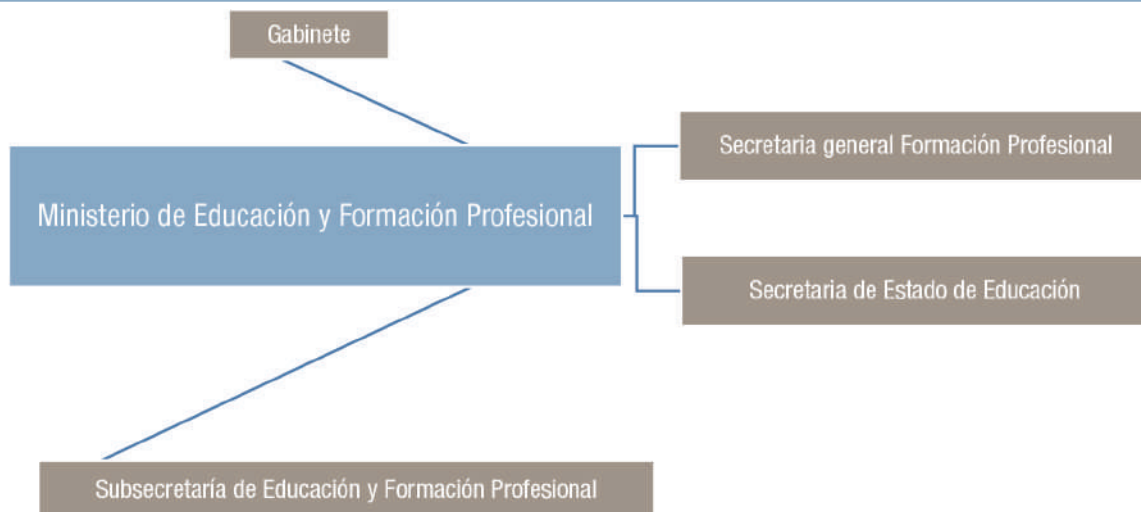 Gabinete
Secretaria general Formación Profesional
Ministerio de Educación y Formación Profesional
Secretaria de Estado de Educación
Subsecretaría de Educación y Formación Profesional